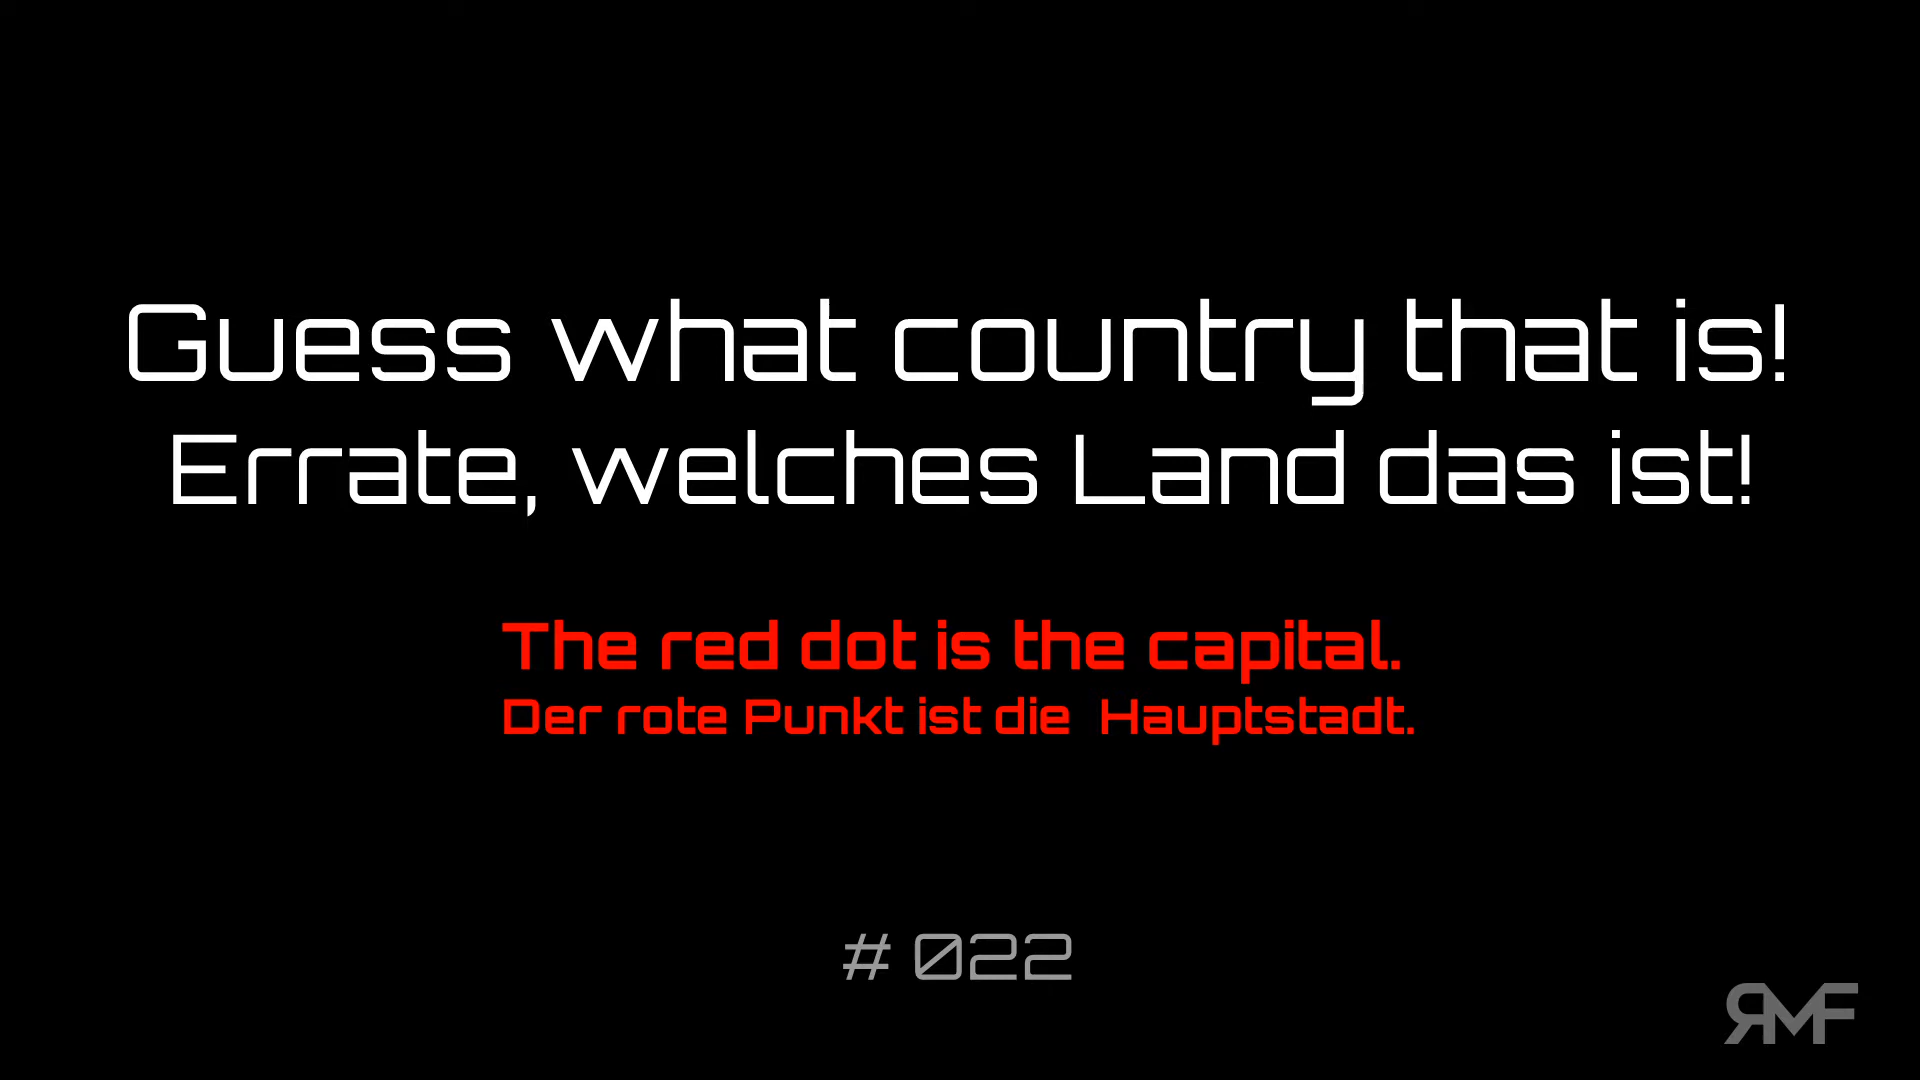 Guess what country that is!
Errate, welches Land das ist!
The red dot is the capital.
Der rote Punkt ist die  Hauptstadt.
# 022
RMF